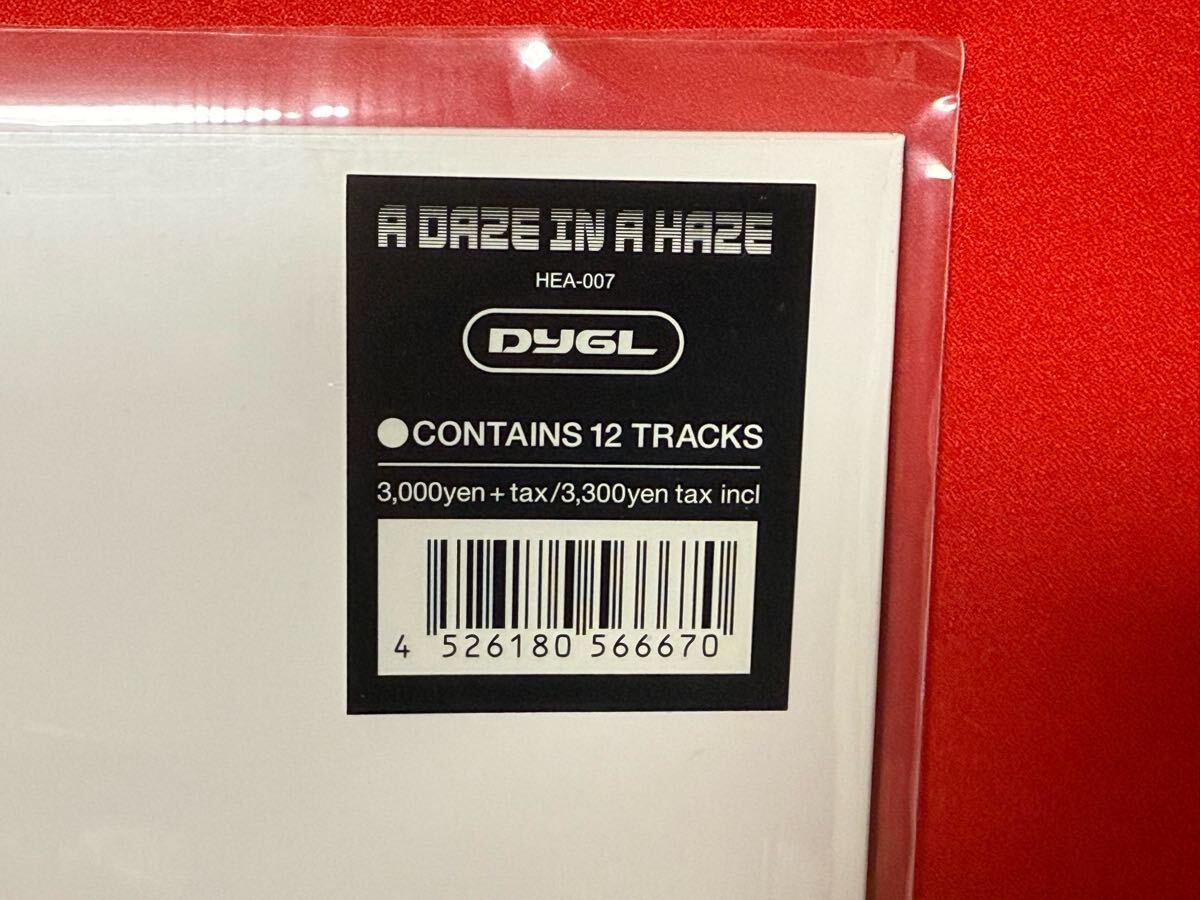 A DAZE IN A HAZE
HEA-007
DYGL
●CONTAINS 12 TRACKS
3,000yen + tax/3,300yen tax incl
4 526180 566670